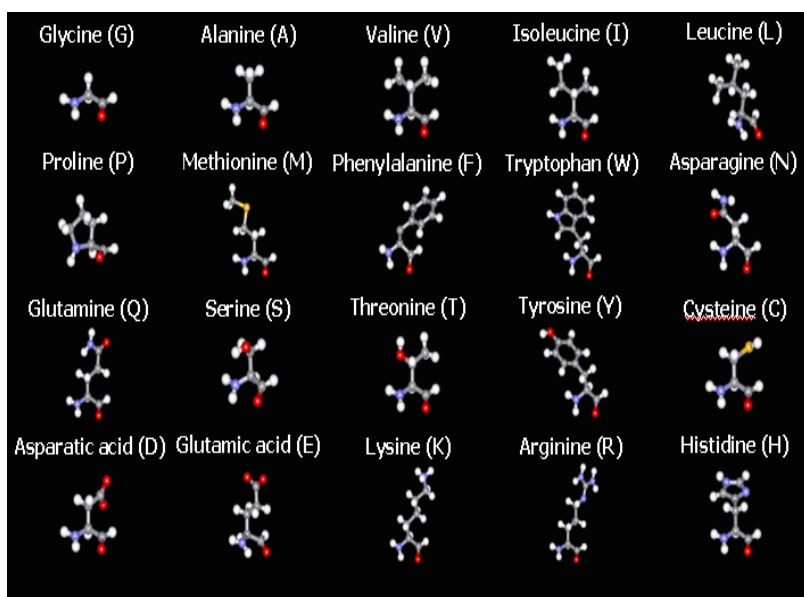 Glycine (G) Alanine (A) Valine (V) Isoleucine (I) Leucine (L)
Proline (P) Methionine (M) Phenylalanine (F) Tryptophan (W) Asparagine (N)
Glutamine (Q) Serine (S) Threonine (T) Tyrosine (Y) Cysteine (C)
Asparatic acid (D) Glutamic acid (E) Lysine (K) Arginine (R) Histidine (H)